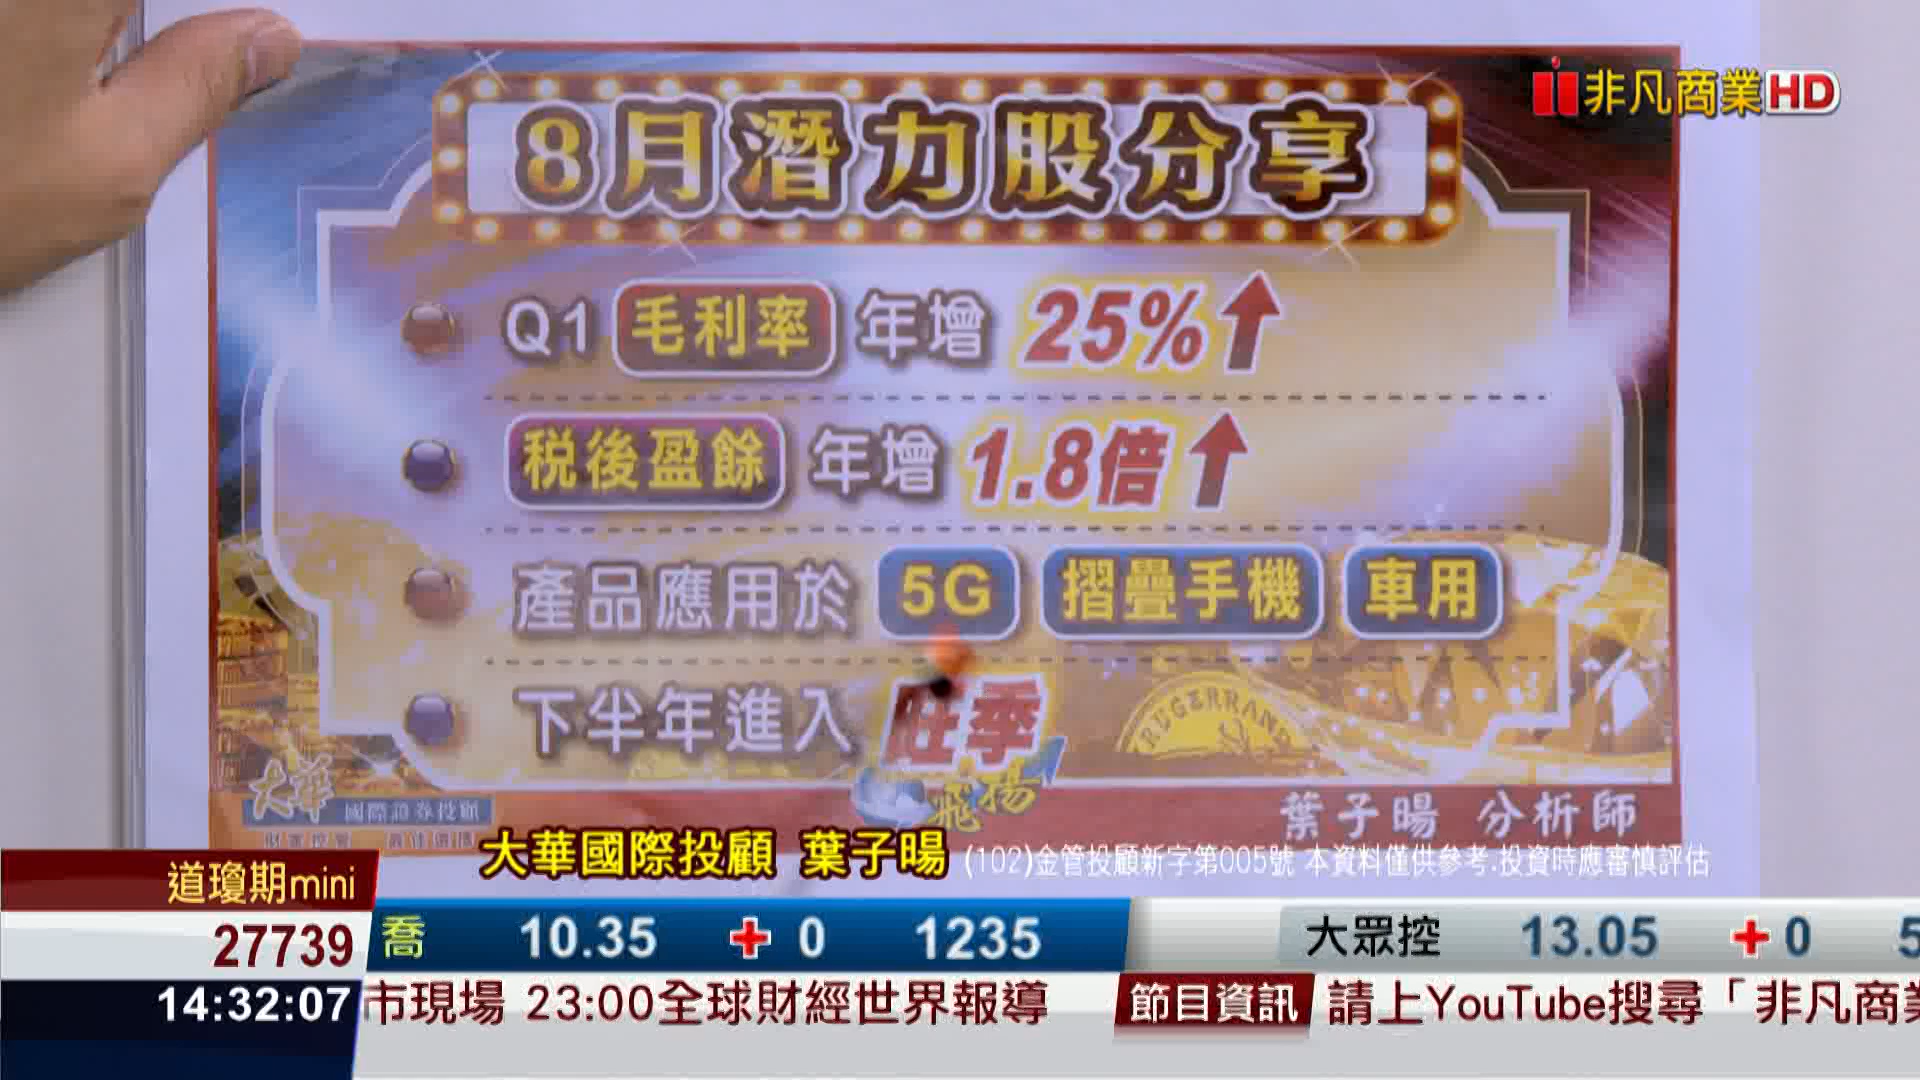 非凡商業HD
8月潛力股分享
Q1 毛利率 年增 25%
稅後盈餘 年增 1.8倍
產品應用於 5G 摺疊手機 車用
下半年進入 旺季
飛揚
大華 國際證券投顧
葉子暘 分析師
大華國際投顧 葉子暘 (102)金管投顧新字第005號 本資料僅供參考.投資時應審慎評估
道瓊期mini
27739
喬 10.35 + 0 1235 大眾控 13.05 + 0 5
14:32:07
市現場 23:00全球財經世界報導 節目資訊 請上YouTube搜尋「非凡商業